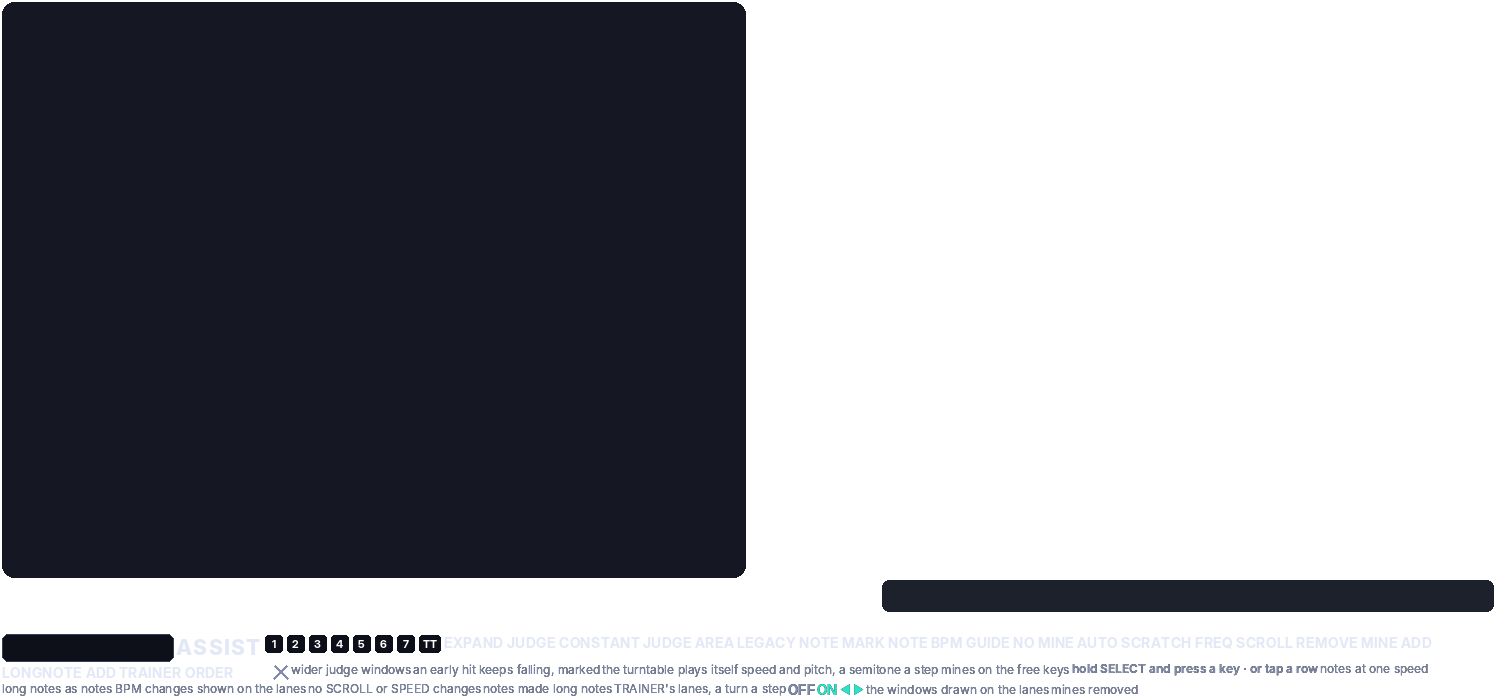 ASSIST 1 2 3 4 5 6 7 TT EXPAND JUDGE CONSTANT JUDGE AREA LEGACY NOTE MARK NOTE BPM GUIDE NO MINE AUTO SCRATCH FREQ SCROLL REMOVE MINE ADD
LONGNOTE ADD TRAINER ORDER wider judge windows an early hit keeps falling, marked the turntable plays itself speed and pitch, a semitone a step mines on the free keys hold SELECT and press a key · or tap a row notes at one speed
long notes as notes BPM changes shown on the lanes no SCROLL or SPEED changes notes made long notes TRAINER's lanes, a turn a step OFF ON the windows drawn on the lanes mines removed